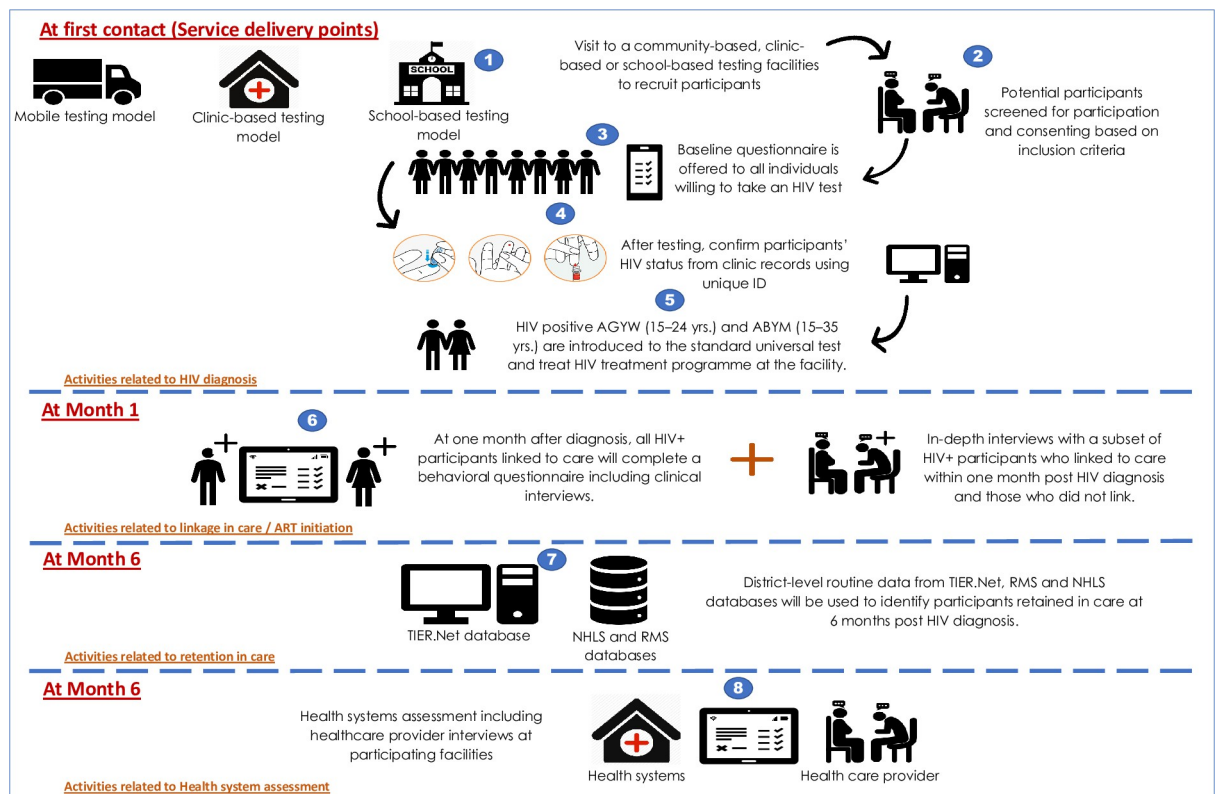 At first contact (Service delivery points)
Mobile testing model
Clinic-based testing
model
SCHOOL
School-based testing
model
1
Visit to a community-based, clinic-
based or school-based testing facilities
to recruit participants
2
Potential participants
screened for participation
and consenting based on
inclusion criteria
3
Baseline questionnaire is
offered to all individuals
willing to take an HIV test
4
After testing, confirm participants'
HIV status from clinic records using
unique ID
5
HIV positive AGYW (15–24 yrs.) and ABYM (15–35
yrs.) are introduced to the standard universal test
and treat HIV treatment programme at the facility.
Activities related to HIV diagnosis
At Month 1
6
At one month after diagnosis, all HIV+
participants linked to care will complete a
behavioral questionnaire including clinical
interviews.
In-depth interviews with a subset of
HIV+ participants who linked to care
within one month post HIV diagnosis
and those who did not link.
Activities related to linkage in care / ART initiation
At Month 6
7
TIER.Net database
NHLS and RMS
databases
District-level routine data from TIER.Net, RMS and NHLS
databases will be used to identify participants retained in care at
6 months post HIV diagnosis.
Activities related to retention in care
At Month 6
8
Health systems assessment including
healthcare provider interviews at
participating facilities
Health systems
Health care provider
Activities related to Health system assessment